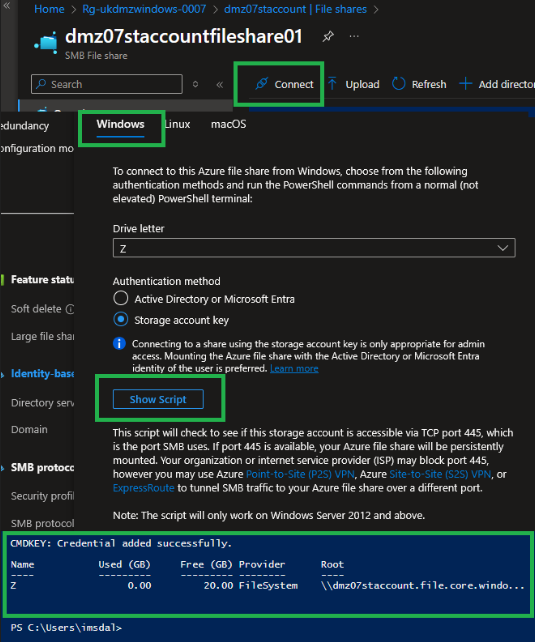 Home > Rg-ukdmzwindows-0007 > dmz07staccount | File shares >
dmz07staccountfileshare01
SMB File share
Search
Connect
Upload
Refresh
Add director
edundancy
onfiguration mo
Windows
Linux
macOS
To connect to this Azure file share from Windows, choose from the following
authentication methods and run the PowerShell commands from a normal (not
elevated) PowerShell terminal:
Drive letter
Z
Authentication method
Active Directory or Microsoft Entra
Storage account key
Connecting to a share using the storage account key is only appropriate for admin
access. Mounting the Azure file share with the Active Directory or Microsoft Entra
identity of the user is preferred. Learn more
Show Script
This script will check to see if this storage account is accessible via TCP port 445, which
is the port SMB uses. If port 445 is available, your Azure file share will be persistently
mounted. Your organization or internet service provider (ISP) may block port 445,
however you may use Azure Point-to-Site (P2S) VPN, Azure Site-to-Site (S2S) VPN, or
ExpressRoute to tunnel SMB traffic to your Azure file share over a different port.
Note: The script will only work on Windows Server 2012 and above.
Feature statu
Soft delete
Large file shar
Identity-base
Directory serv
Domain
SMB protoco
Security profil
SMB protocol
CMDKEY: Credential added successfully.
Name Used (GB) Free (GB) Provider Root
---- --------- --------- -------- ----
Z 0.00 20.00 FileSystem \\dmz07staccount.file.core.windo...
PS C:\Users\imsdal>